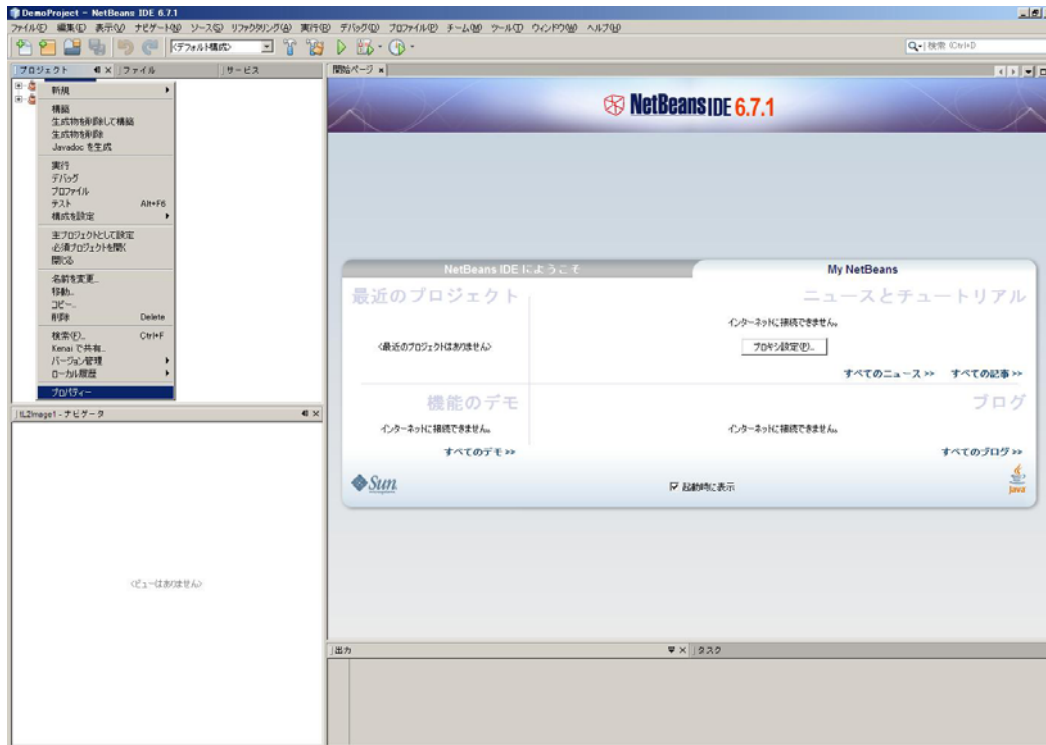 DemoProject - NetBeans IDE 6.7.1
ファイル(F) 編集(E) 表示(V) ナビゲート(N) ソース(S) リファクタリング(A) 実行(R) デバッグ(D) プロファイル(P) チーム(M) ツール(T) ウィンドウ(W) ヘルプ(H)
<デフォルト構成>
検索 (Ctrl+I)
プロジェクト
ファイル
サービス
開始ページ
新規
構築
生成物を削除して構築
生成物を削除
Javadoc を生成
実行
デバッグ
プロファイル
テスト Alt+F6
構成を設定
主プロジェクトとして設定
必須プロジェクトを開く
閉じる
名前を変更...
移動...
コピー...
削除 Delete
検索(F)... Ctrl+F
Kenai で共有...
バージョン管理
ローカル履歴
プロパティー
NetBeans IDE 6.7.1
NetBeans IDE にようこそ
My NetBeans
最近のプロジェクト
<最近のプロジェクトはありません>
ニュースとチュートリアル
インターネットに接続できません。
プロキシ設定(P)...
すべてのニュース >>
すべての記事 >>
機能のデモ
インターネットに接続できません。
すべてのデモ >>
ブログ
インターネットに接続できません。
すべてのブログ >>
Sun
起動時に表示
Java
- ナビゲータ
<ビューはありません>
出力
タスク